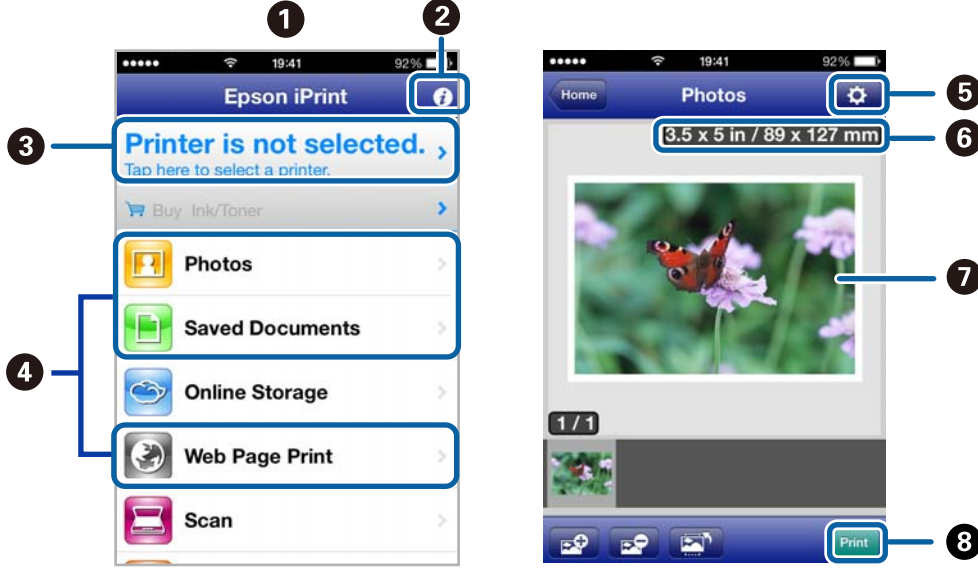 1
2
19:41
92%
Epson iPrint
i
3
Printer is not selected.
Tap here to select a printer.
Buy Ink/Toner
4
Photos
Saved Documents
Online Storage
Web Page Print
Scan
19:41
92%
Home
Photos
5
3.5 x 5 in / 89 x 127 mm
6
7
1 / 1
Print
8